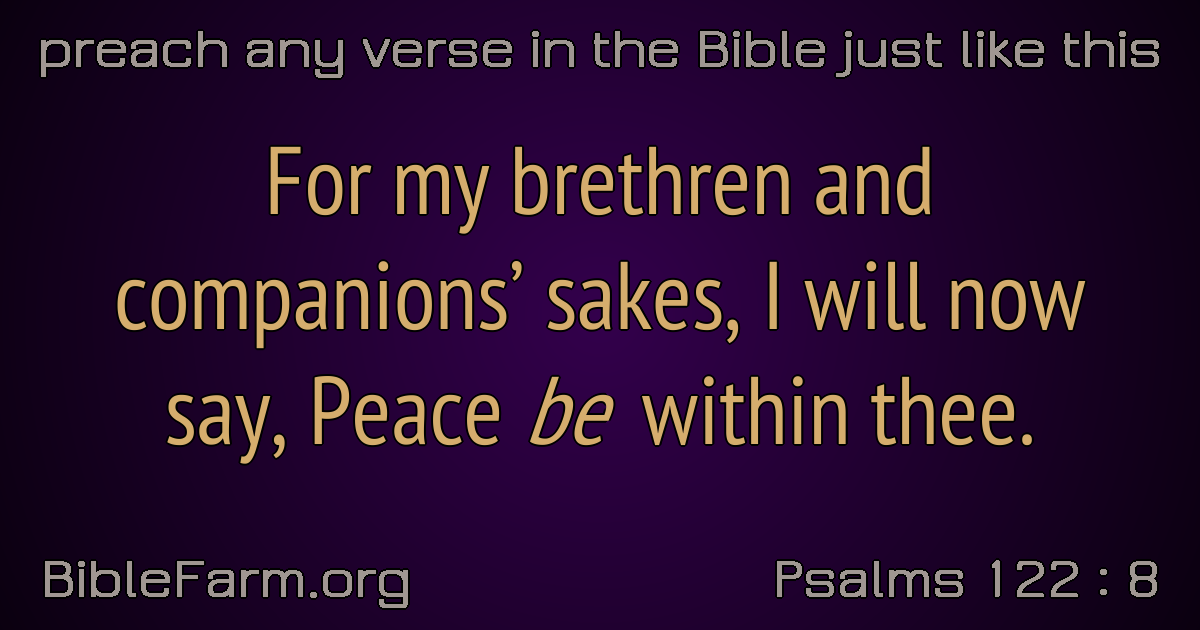 preach any verse in the Bible just like this
For my brethren and
companions’ sakes, I will now
say, Peace be within thee.
BibleFarm.org
Psalms 122 : 8